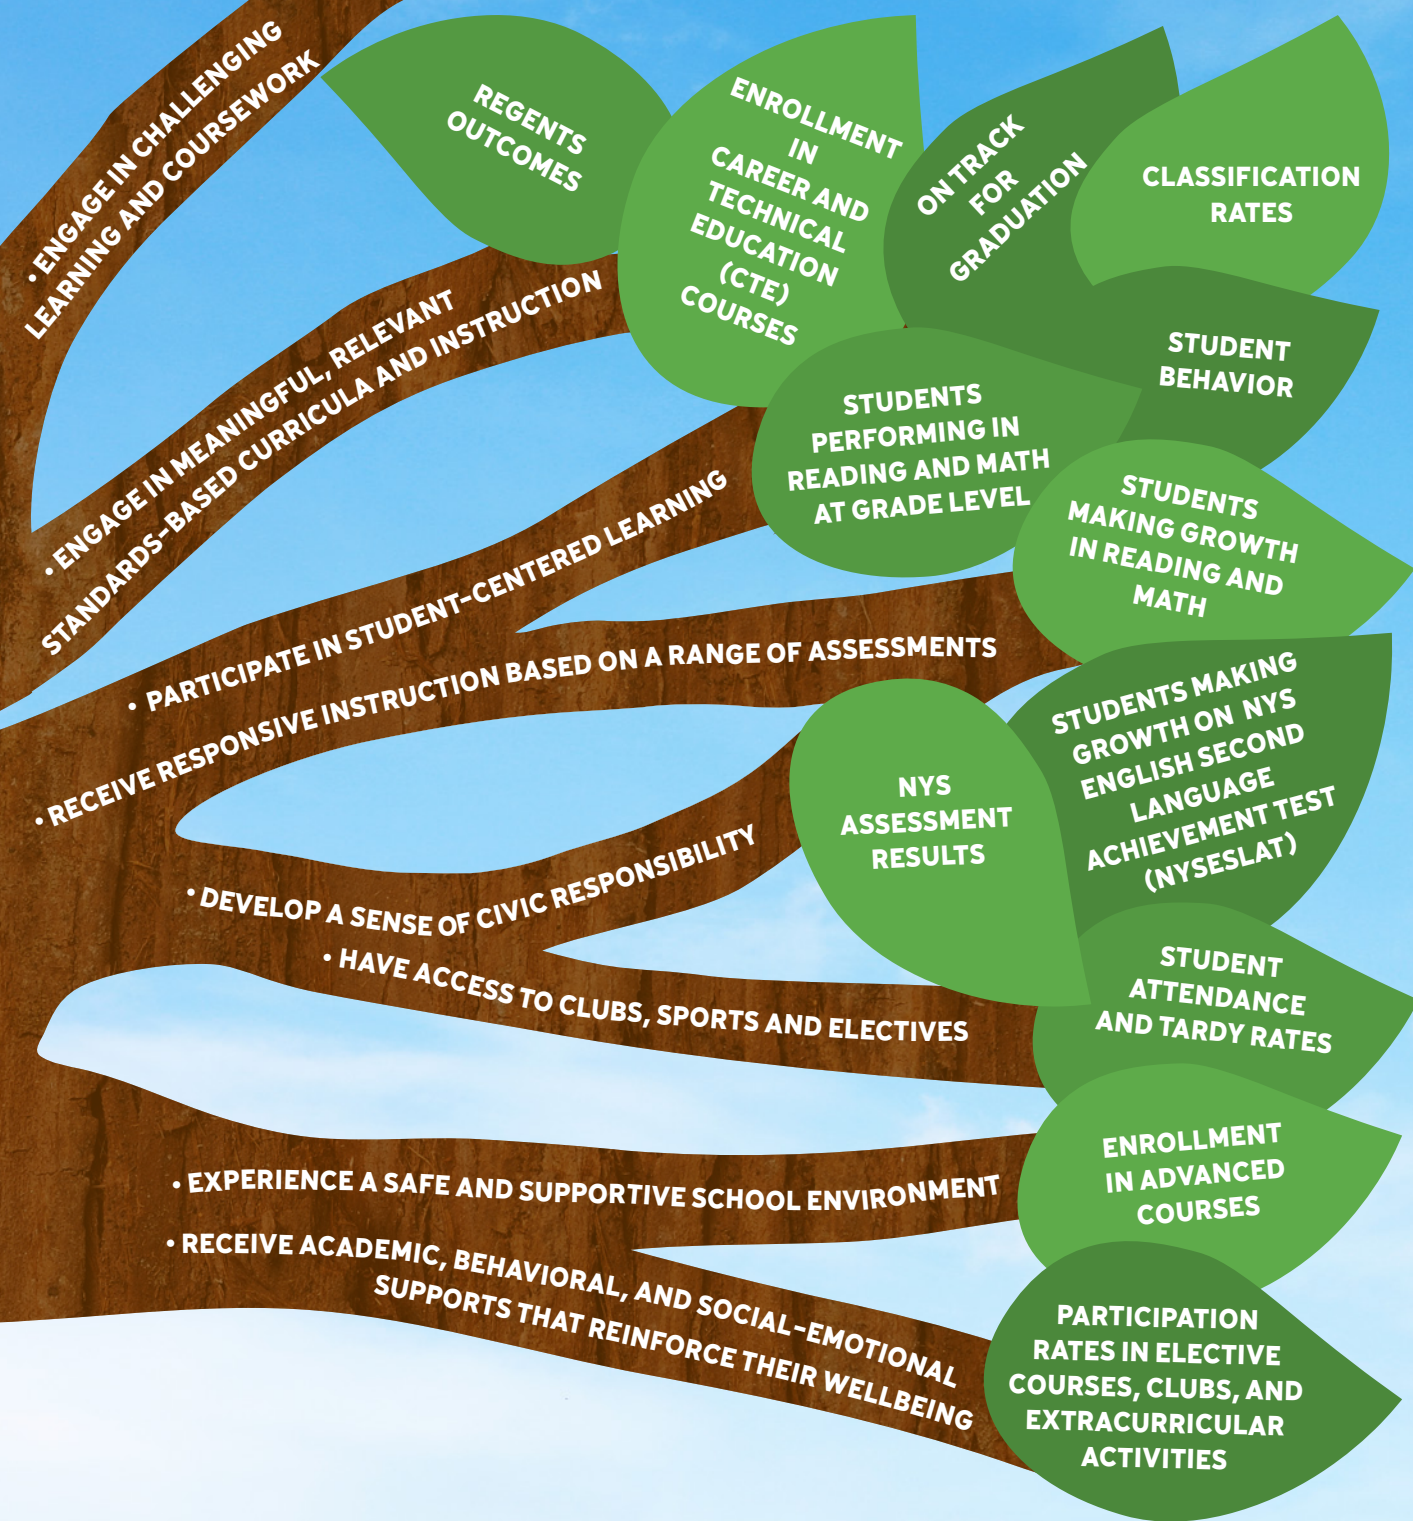 • ENGAGE IN CHALLENGING
LEARNING AND COURSEWORK
• ENGAGE IN MEANINGFUL, RELEVANT
STANDARDS-BASED CURRICULA AND INSTRUCTION
• PARTICIPATE IN STUDENT-CENTERED LEARNING
• RECEIVE RESPONSIVE INSTRUCTION BASED ON A RANGE OF ASSESSMENTS
• DEVELOP A SENSE OF CIVIC RESPONSIBILITY
• HAVE ACCESS TO CLUBS, SPORTS AND ELECTIVES
• EXPERIENCE A SAFE AND SUPPORTIVE SCHOOL ENVIRONMENT
• RECEIVE ACADEMIC, BEHAVIORAL, AND SOCIAL-EMOTIONAL
SUPPORTS THAT REINFORCE THEIR WELLBEING
REGENTS
OUTCOMES
ENROLLMENT
IN
CAREER AND
TECHNICAL
EDUCATION
(CTE)
COURSES
ON TRACK
FOR
GRADUATION
CLASSIFICATION
RATES
STUDENT
BEHAVIOR
STUDENTS
PERFORMING IN
READING AND MATH
AT GRADE LEVEL
STUDENTS
MAKING GROWTH
IN READING AND
MATH
STUDENTS MAKING
GROWTH ON NYS
ENGLISH SECOND
LANGUAGE
ACHIEVEMENT TEST
(NYSESLAT)
NYS
ASSESSMENT
RESULTS
STUDENT
ATTENDANCE
AND TARDY RATES
ENROLLMENT
IN ADVANCED
COURSES
PARTICIPATION
RATES IN ELECTIVE
COURSES, CLUBS, AND
EXTRACURRICULAR
ACTIVITIES